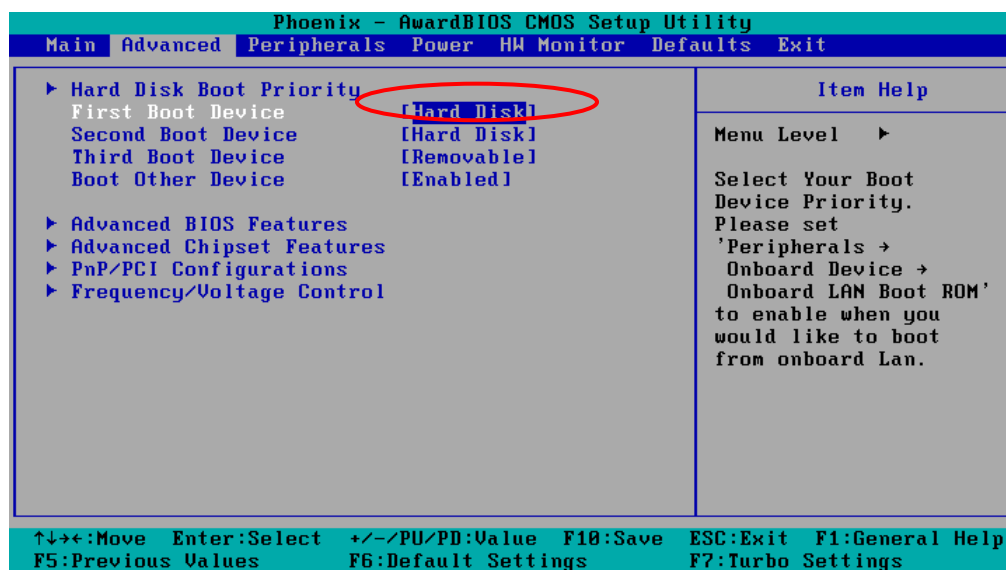 Phoenix - AwardBIOS CMOS Setup Utility
Main Advanced Peripherals Power HW Monitor Defaults Exit
▶ Hard Disk Boot Priority
First Boot Device [Hard Disk]
Second Boot Device [Hard Disk]
Third Boot Device [Removable]
Boot Other Device [Enabled]
▶ Advanced BIOS Features
▶ Advanced Chipset Features
▶ PnP/PCI Configurations
▶ Frequency/Voltage Control
Item Help
Menu Level ▶
Select Your Boot
Device Priority.
Please set
'Peripherals →
Onboard Device →
Onboard LAN Boot ROM'
to enable when you
would like to boot
from onboard Lan.
↑↓→←:Move Enter:Select +/-/PU/PD:Value F10:Save ESC:Exit F1:General Help
F5:Previous Values F6:Default Settings F7:Turbo Settings